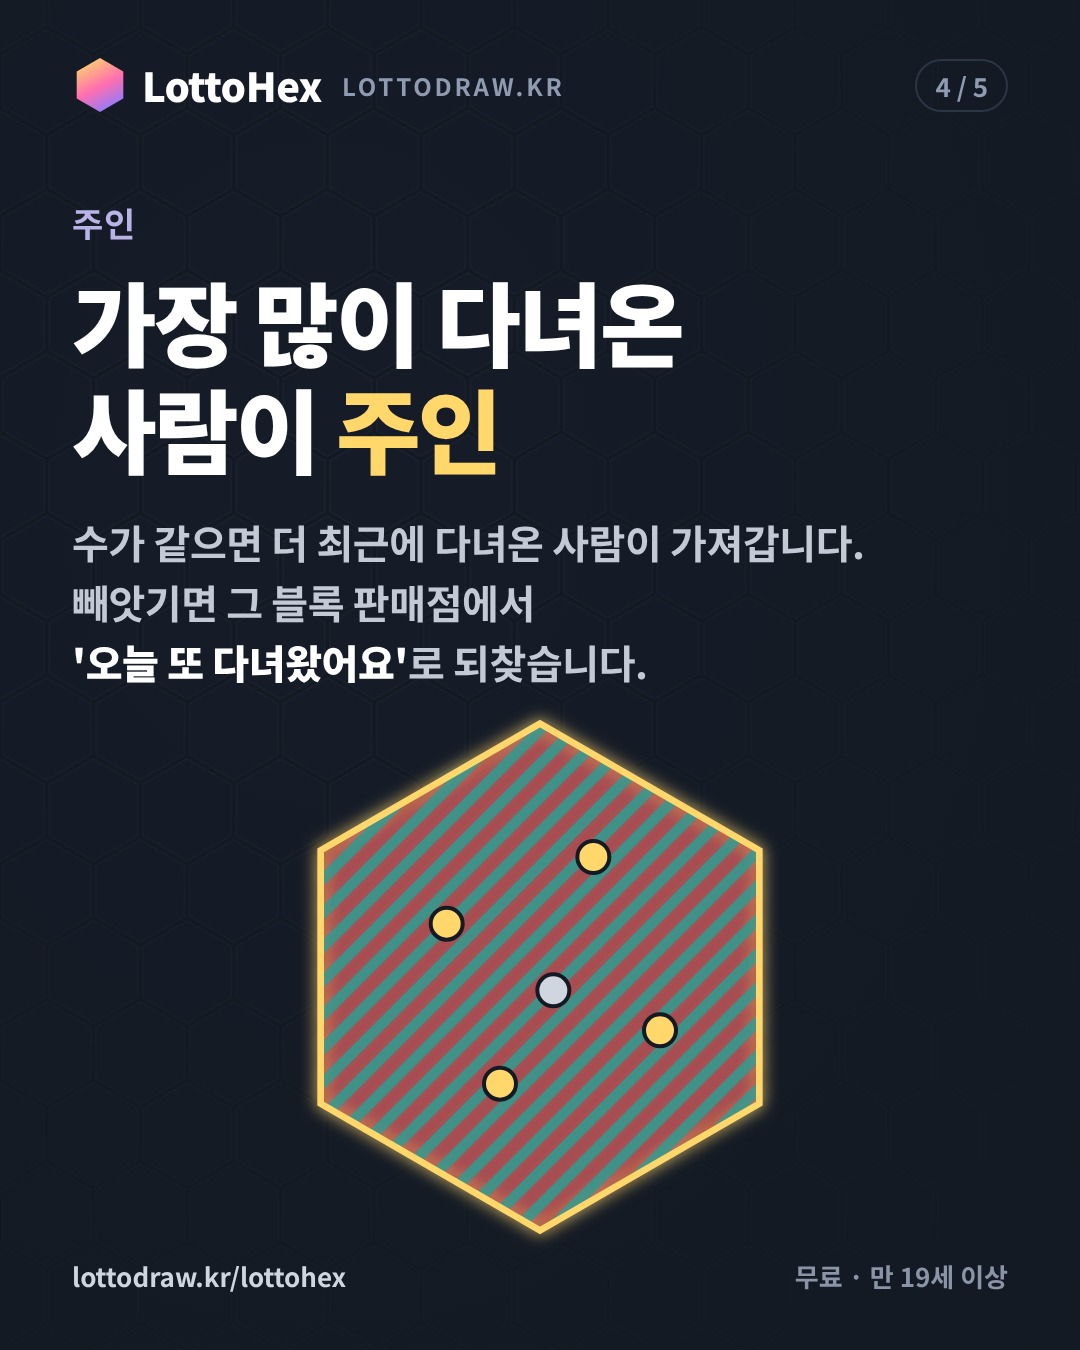 LottoHex LOTTODRAW.KR
4 / 5
주인
가장 많이 다녀온
사람이 주인
수가 같으면 더 최근에 다녀온 사람이 가져갑니다.
빼앗기면 그 블록 판매점에서
'오늘 또 다녀왔어요'로 되찾습니다.
lottodraw.kr/lottohex
무료 · 만 19세 이상